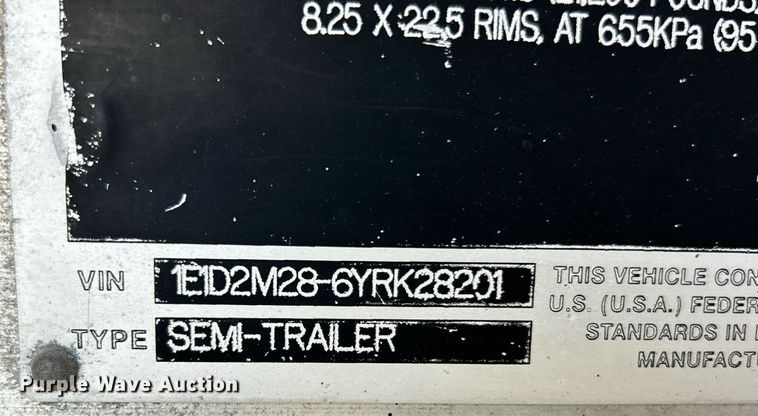 8.25 X 22.5 RIMS, AT 655KPa (95
VIN 1E1D2M28-6YRK28201
TYPE SEMI-TRAILER
THIS VEHICLE CON
U.S. (U.S.A.) FEDER
STANDARDS IN
MANUFACT
Purple Wave Auction